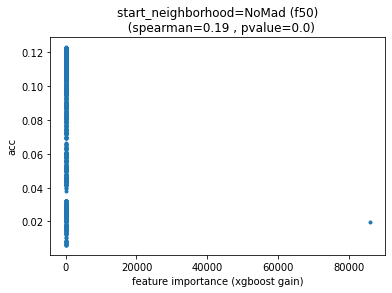 start_neighborhood=NoMad (f50)
(spearman=0.19 , pvalue=0.0)
acc
0.12
0.10
0.08
0.06
0.04
0.02
0 20000 40000 60000 80000
feature importance (xgboost gain)